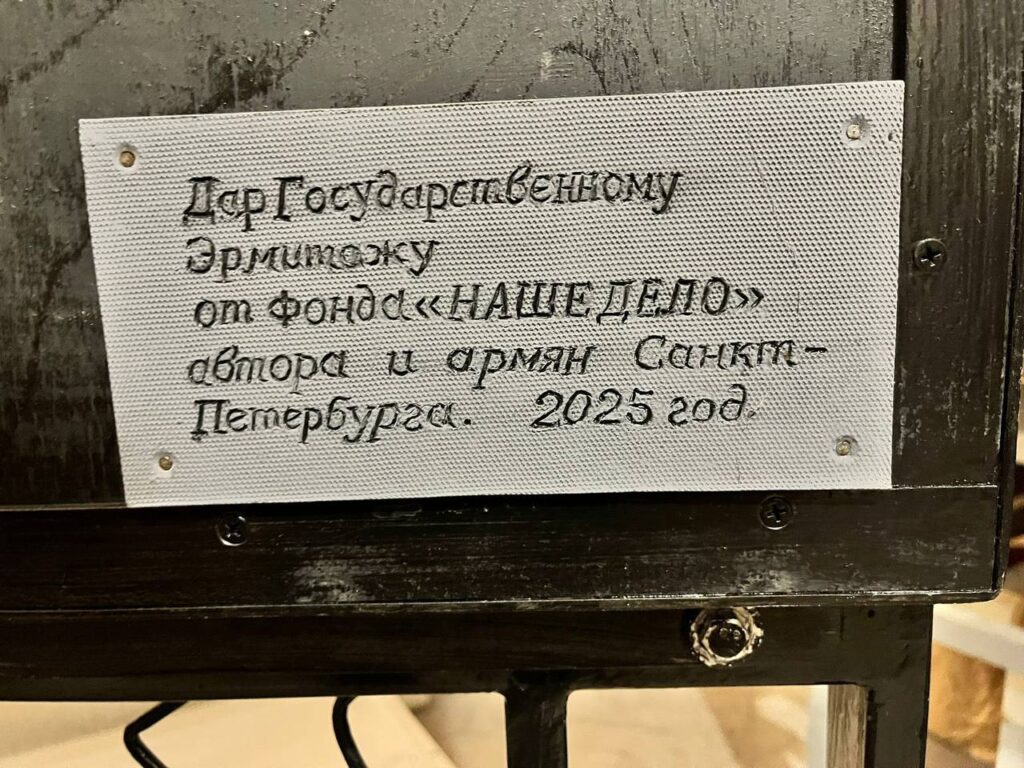 Дар Государственному
Эрмитажу
от Фонда «НАШЕ ДЕЛО»
автора и армян Санкт-
Петербурга. 2025 год.